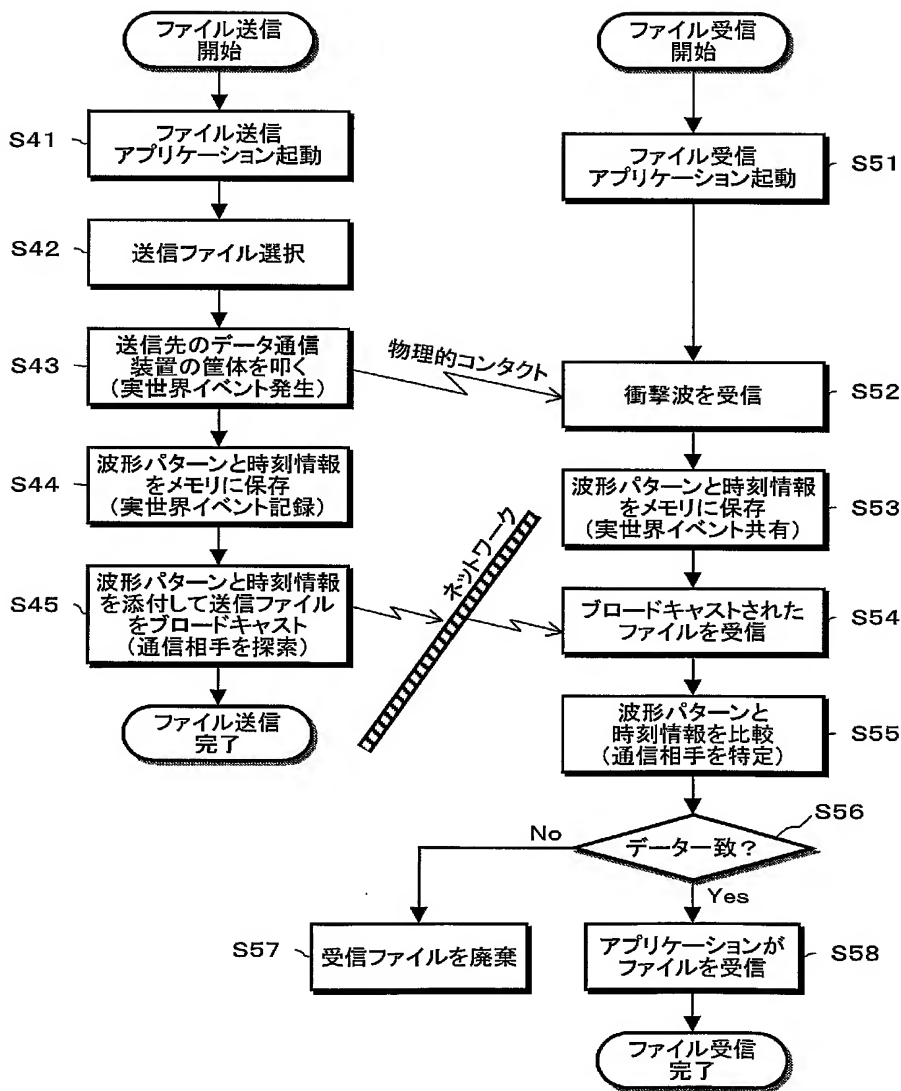 ファイル送信
開始
S41
ファイル送信
アプリケーション起動
S42
送信ファイル選択
S43
送信先のデータ通信
装置の筐体を叩く
(実世界イベント発生)
物理的コンタクト
S44
波形パターンと時刻情報
をメモリに保存
(実世界イベント記録)
S45
波形パターンと時刻情報
を添付して送信ファイル
をブロードキャスト
(通信相手を探索)
ネットワーク
ファイル送信
完了
ファイル受信
開始
ファイル受信
アプリケーション起動
S51
衝撃波を受信
S52
波形パターンと時刻情報
をメモリに保存
(実世界イベント共有)
S53
ブロードキャストされた
ファイルを受信
S54
波形パターンと
時刻情報を比較
(通信相手を特定)
S55
データ一致?
S56
No
Yes
S57
受信ファイルを廃棄
アプリケーションが
ファイルを受信
S58
ファイル受信
完了